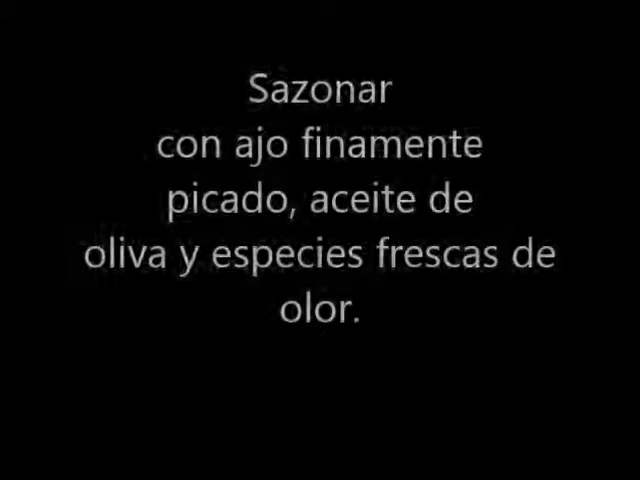 Sazonar
con ajo finamente
picado, aceite de
oliva y especies frescas de
olor.